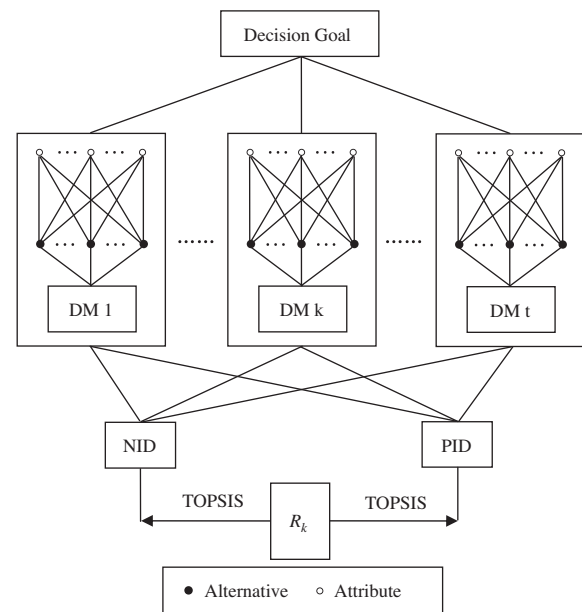 Decision Goal
... ... ... ... ... ...
...... ......
... ... ... ... ... ...
DM 1 DM k DM t
NID PID
TOPSIS TOPSIS
R_k
● Alternative ○ Attribute